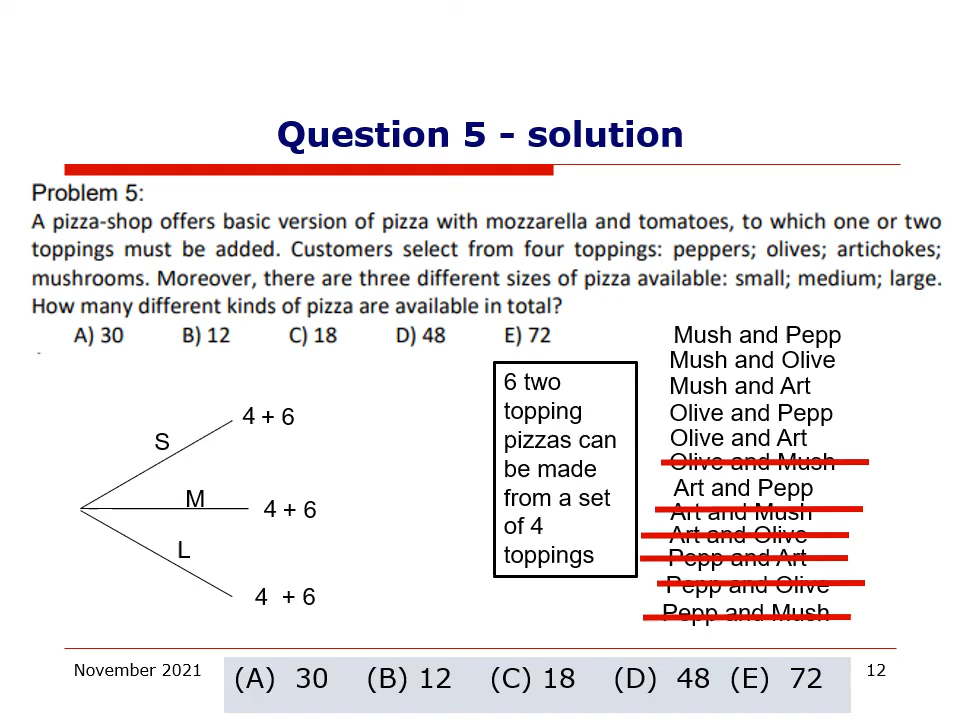 Question 5 - solution
Problem 5:
A pizza-shop offers basic version of pizza with mozzarella and tomatoes, to which one or two
toppings must be added. Customers select from four toppings: peppers; olives; artichokes;
mushrooms. Moreover, there are three different sizes of pizza available: small; medium; large.
How many different kinds of pizza are available in total?
A) 30 B) 12 C) 18 D) 48 E) 72
S
M
L
4 + 6
4 + 6
4 + 6
6 two
topping
pizzas can
be made
from a set
of 4
toppings
Mush and Pepp
Mush and Olive
Mush and Art
Olive and Pepp
Olive and Art
Olive and Mush
Art and Pepp
Art and Mush
Art and Olive
Pepp and Art
Pepp and Olive
Pepp and Mush
November 2021
(A) 30 (B) 12 (C) 18 (D) 48 (E) 72
12